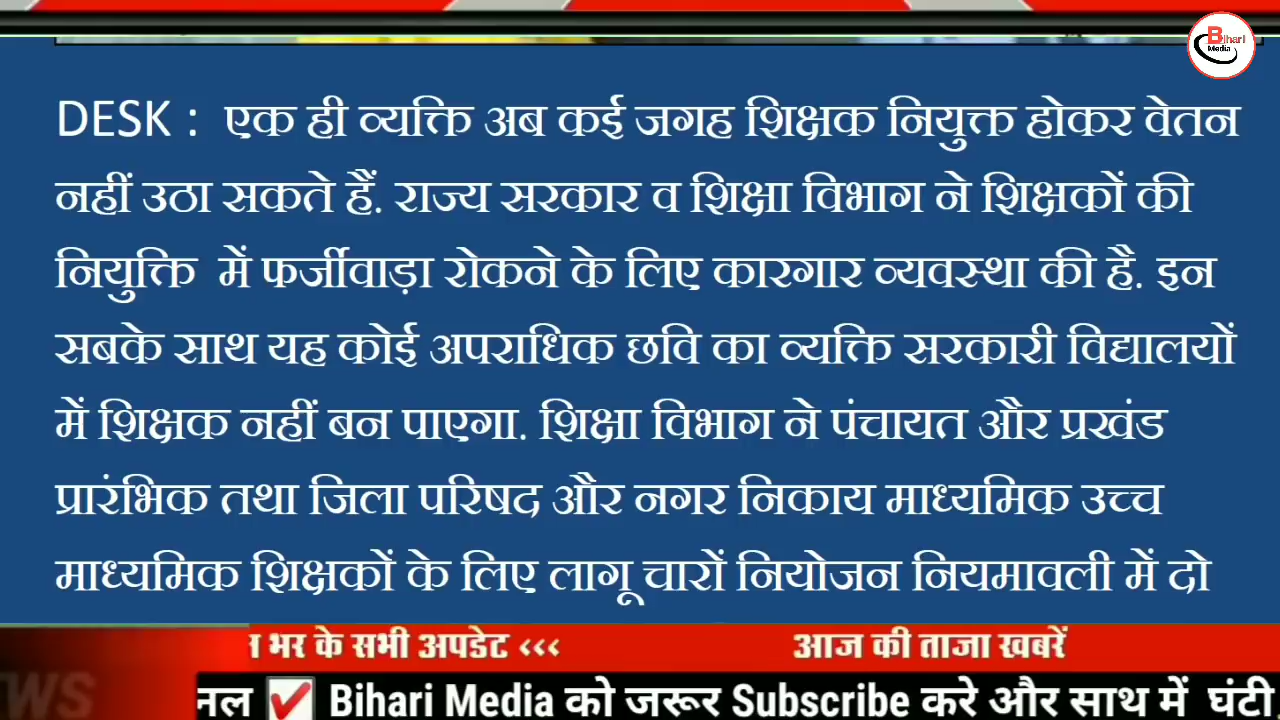 Bihari
Media
DESK : एक ही व्यक्ति अब कई जगह शिक्षक नियुक्त होकर वेतन
नहीं उठा सकते हैं. राज्य सरकार व शिक्षा विभाग ने शिक्षकों की
नियुक्ति में फर्जीवाड़ा रोकने के लिए कारगार व्यवस्था की है. इन
सबके साथ यह कोई अपराधिक छवि का व्यक्ति सरकारी विद्यालयों
में शिक्षक नहीं बन पाएगा. शिक्षा विभाग ने पंचायत और प्रखंड
प्रारंभिक तथा जिला परिषद और नगर निकाय माध्यमिक उच्च
माध्यमिक शिक्षकों के लिए लागू चारों नियोजन नियमावली में दो
भर के सभी अपडेट <<< आज की ताजा खबरें
NEWS
नल ✅ Bihari Media को जरूर Subscribe करे और साथ में घंटी